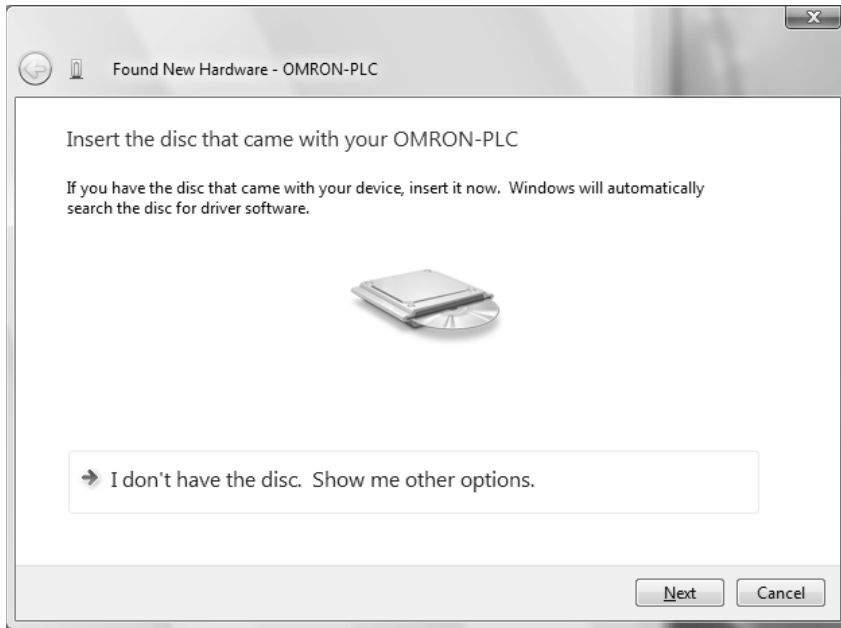 Found New Hardware - OMRON-PLC
Insert the disc that came with your OMRON-PLC
If you have the disc that came with your device, insert it now.  Windows will automatically
search the disc for driver software.
I don't have the disc.  Show me other options.
Next
Cancel